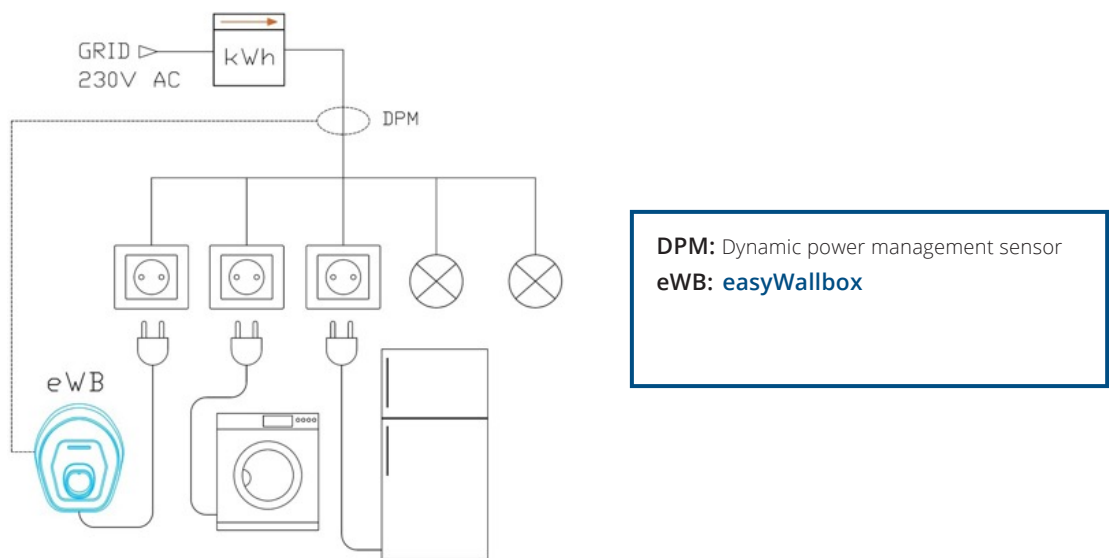 GRID
230V AC
kWh
DPM
eWB
DPM: Dynamic power management sensor
eWB: easyWallbox